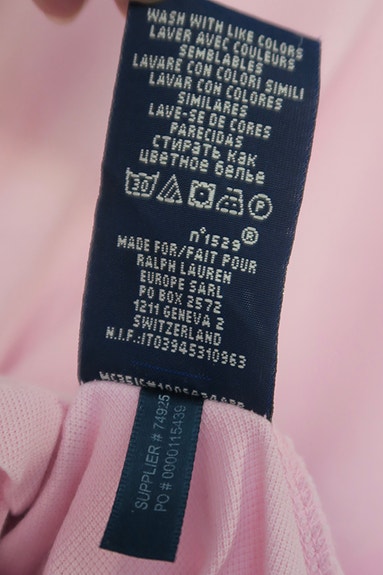 WASH WITH LIKE COLORS
LAVER AVEC COULEURS
SEMBLABLES
LAVARE CON COLORI SIMILI
LAVAR CON COLORES
SIMILARES
LAVE-SE DE CORES
PARECIDAS
СТИРАТЬ КАК
ЦВЕТНОЕ БЕЛЬЕ
30 P
n°1529®
MADE FOR/FAIT POUR
RALPH LAUREN
EUROPE SARL
PO BOX 2572
1211 GENEVA 2
SWITZERLAND
N.I.F.:IT03945310963
SUPPLIER # 74925
PO # 0000115439